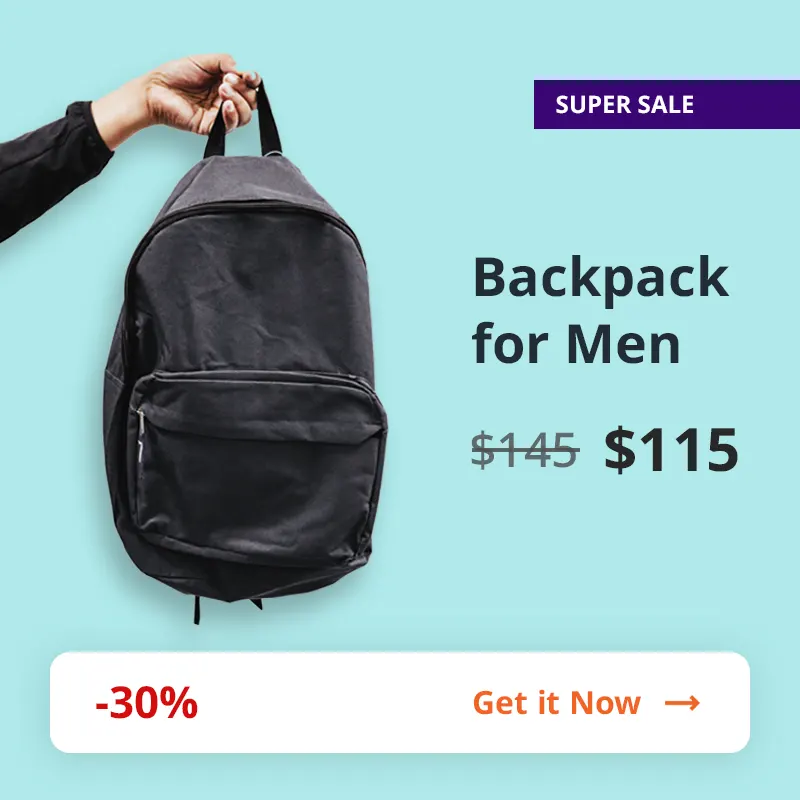 SUPER SALE
Backpack
for Men
$145 $115
-30%
Get it Now →